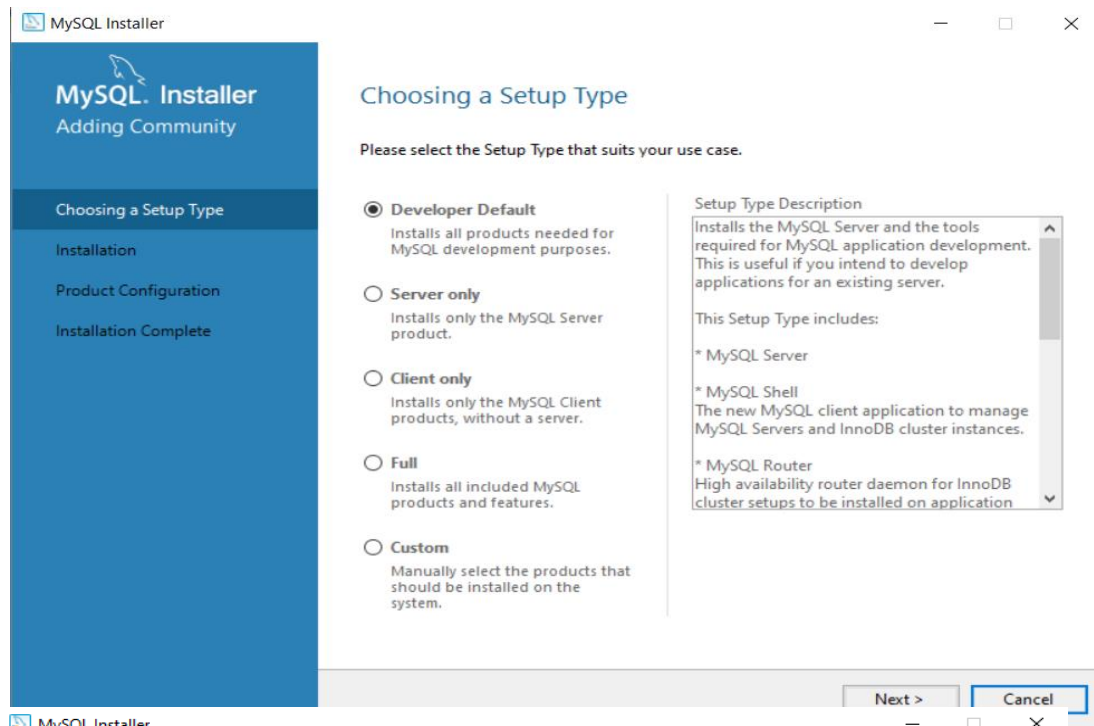 MySQL Installer
MySQL. Installer
Adding Community
Choosing a Setup Type
Installation
Product Configuration
Installation Complete
Choosing a Setup Type
Please select the Setup Type that suits your use case.
Developer Default
Installs all products needed for
MySQL development purposes.
Server only
Installs only the MySQL Server
product.
Client only
Installs only the MySQL Client
products, without a server.
Full
Installs all included MySQL
products and features.
Custom
Manually select the products that
should be installed on the
system.
Setup Type Description
Installs the MySQL Server and the tools
required for MySQL application development.
This is useful if you intend to develop
applications for an existing server.
This Setup Type includes:
* MySQL Server
* MySQL Shell
The new MySQL client application to manage
MySQL Servers and InnoDB cluster instances.
* MySQL Router
High availability router daemon for InnoDB
cluster setups to be installed on application
Next >
Cancel
MySQL Installer